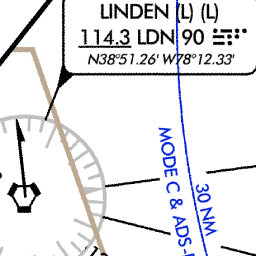 LINDEN (L) (L)
114.3 LDN 90
N38°51.26' W78°12.33'
30 NM
MODE C & ADS-